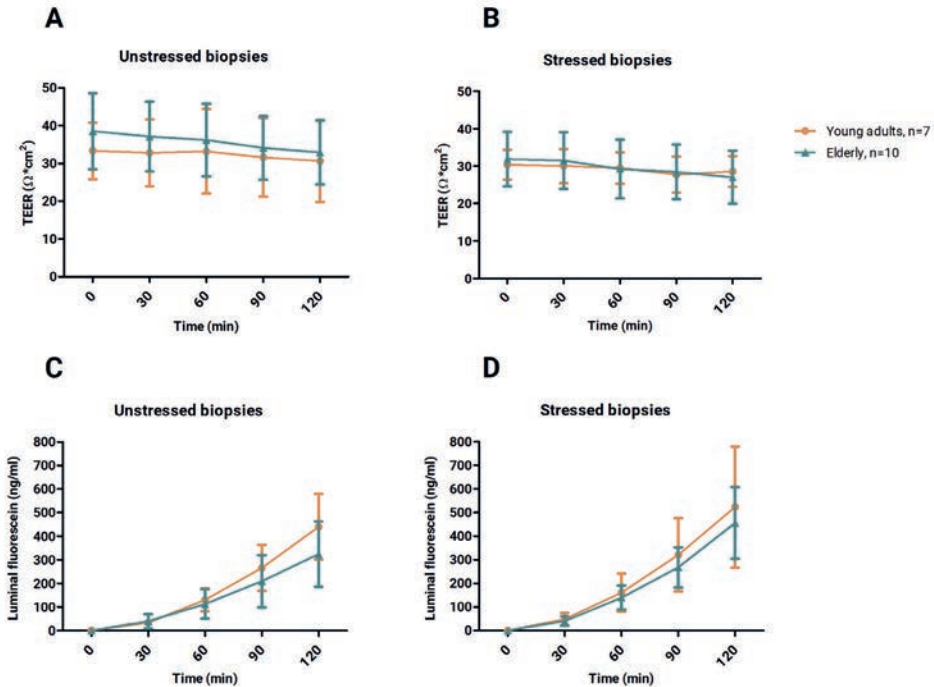 A
Unstressed biopsies
TEER (Ω*cm²)
50
40
30
20
10
0
0
30
60
90
120
Time (min)
B
Stressed biopsies
TEER (Ω*cm²)
50
40
30
20
10
0
0
30
60
90
120
Time (min)
Young adults, n=7
Elderly, n=10
C
Unstressed biopsies
Luminal fluorescein (ng/ml)
800
700
600
500
400
300
200
100
0
0
30
60
90
120
Time (min)
D
Stressed biopsies
Luminal fluorescein (ng/ml)
800
700
600
500
400
300
200
100
0
0
30
60
90
120
Time (min)